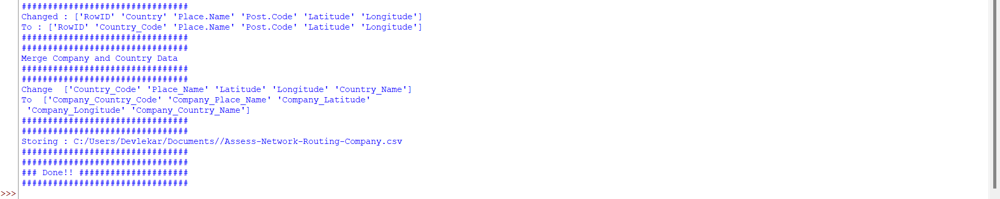 ################################
Changed : ['RowID' 'Country' 'Place.Name' 'Post.Code' 'Latitude' 'Longitude']
To : ['RowID' 'Country_Code' 'Place.Name' 'Post.Code' 'Latitude' 'Longitude']
################################
################################
Merge Company and Country Data
################################
################################
Change  ['Country_Code' 'Place_Name' 'Latitude' 'Longitude' 'Country_Name']
To  ['Company_Country_Code' 'Company_Place_Name' 'Company_Latitude'
 'Company_Longitude' 'Company_Country_Name']
################################
################################
Storing : C:/Users/Devlekar/Documents//Assess-Network-Routing-Company.csv
################################
################################
### Done!! #####################
################################
>>>